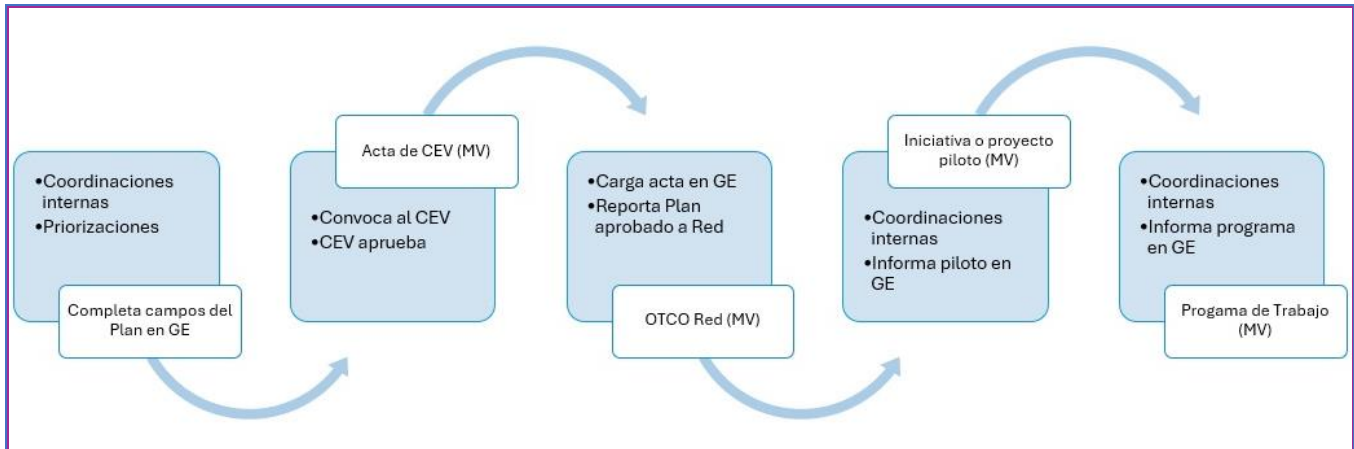 •Coordinaciones
internas
•Priorizaciones
Completa campos del
Plan en GE
Acta de CEV (MV)
•Convoca al CEV
•CEV aprueba
•Carga acta en GE
•Reporta Plan
aprobado a Red
OTCO Red (MV)
Iniciativa o proyecto
piloto (MV)
•Coordinaciones
internas
•Informa piloto en
GE
•Coordinaciones
internas
•Informa programa
en GE
Progama de Trabajo
(MV)